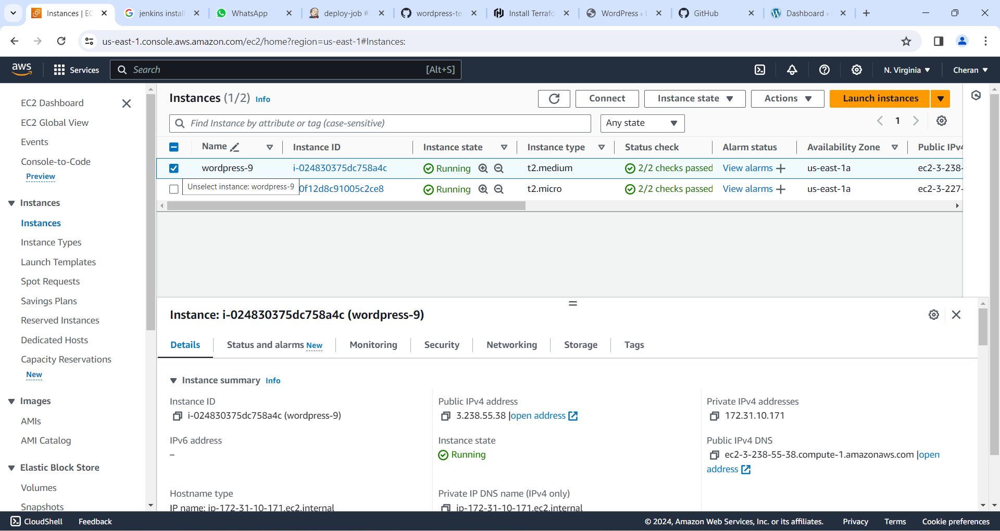 Instances | EC
jenkins install
WhatsApp
deploy-job #
wordpress-te
Install Terrafo
WordPress › I
GitHub
Dashboard ‹
us-east-1.console.aws.amazon.com/ec2/home?region=us-east-1#Instances:
aws
Services
Search
[Alt+S]
N. Virginia
Cheran
EC2 Dashboard
EC2 Global View
Events
Console-to-Code
Preview
Instances
Instances
Instance Types
Launch Templates
Spot Requests
Savings Plans
Reserved Instances
Dedicated Hosts
Capacity Reservations
New
Images
AMIs
AMI Catalog
Elastic Block Store
Volumes
Snapshots
Instances (1/2) Info
Connect
Instance state
Actions
Launch instances
Find Instance by attribute or tag (case-sensitive)
Any state
1
Name Instance ID Instance state Instance type Status check Alarm status Availability Zone Public IPv4
wordpress-9 i-024830375dc758a4c Running t2.medium 2/2 checks passed View alarms us-east-1a ec2-3-238-
Unselect instance: wordpress-9
0f12d8c91005c2ce8 Running t2.micro 2/2 checks passed View alarms us-east-1a ec2-3-227-
Instance: i-024830375dc758a4c (wordpress-9)
Details
Status and alarms New
Monitoring
Security
Networking
Storage
Tags
Instance summary Info
Instance ID
i-024830375dc758a4c (wordpress-9)
Public IPv4 address
3.238.55.38 |open address
Private IPv4 addresses
172.31.10.171
IPv6 address
–
Instance state
Running
Public IPv4 DNS
ec2-3-238-55-38.compute-1.amazonaws.com |open
address
Hostname type
IP name: ip-172-31-10-171.ec2.internal
Private IP DNS name (IPv4 only)
ip-172-31-10-171.ec2.internal
CloudShell
Feedback
© 2024, Amazon Web Services, Inc. or its affiliates.
Privacy
Terms
Cookie preferences